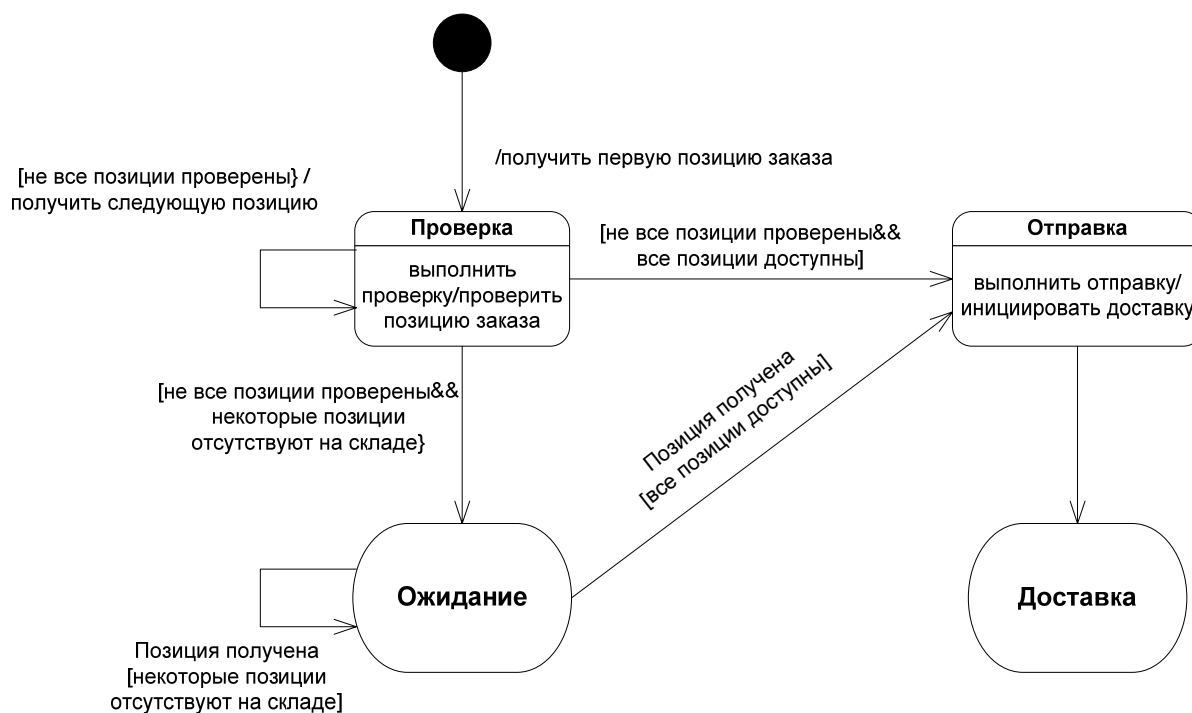 /получить первую позицию заказа
[не все позиции проверены} /
получить следующую позицию
Проверка
выполнить
проверку/проверить
позицию заказа
[не все позиции проверены&&
все позиции доступны]
Отправка
выполнить отправку/
инициировать доставку
[не все позиции проверены&&
некоторые позиции
отсутствуют на складе}
Позиция получена
[все позиции доступны]
Ожидание
Доставка
Позиция получена
[некоторые позиции
отсутствуют на складе]